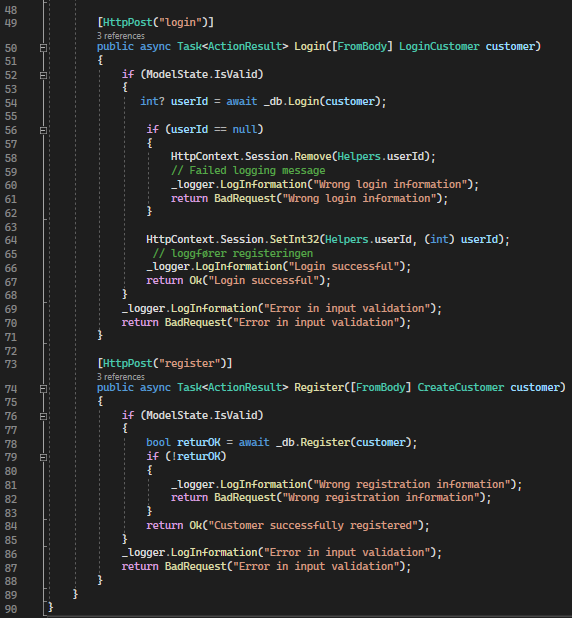 48
49 [HttpPost("login")]
3 references
50 public async Task<ActionResult> Login([FromBody] LoginCustomer customer)
51 {
52 if (ModelState.IsValid)
53 {
54 int? userId = await _db.Login(customer);
55
56 if (userId == null)
57 {
58 HttpContext.Session.Remove(Helpers.userId);
59 // Failed logging message
60 _logger.LogInformation("Wrong login information");
61 return BadRequest("Wrong login information");
62 }
63
64 HttpContext.Session.SetInt32(Helpers.userId, (int) userId);
65 // loggfører registeringen
66 _logger.LogInformation("Login successful");
67 return Ok("Login successful");
68 }
69 _logger.LogInformation("Error in input validation");
70 return BadRequest("Error in input validation");
71 }
72
73 [HttpPost("register")]
3 references
74 public async Task<ActionResult> Register([FromBody] CreateCustomer customer)
75 {
76 if (ModelState.IsValid)
77 {
78 bool returOK = await _db.Register(customer);
79 if (!returOK)
80 {
81 _logger.LogInformation("Wrong registration information");
82 return BadRequest("Wrong registration information");
83 }
84 return Ok("Customer successfully registered");
85 }
86 _logger.LogInformation("Error in input validation");
87 return BadRequest("Error in input validation");
88 }
89 }
90 }